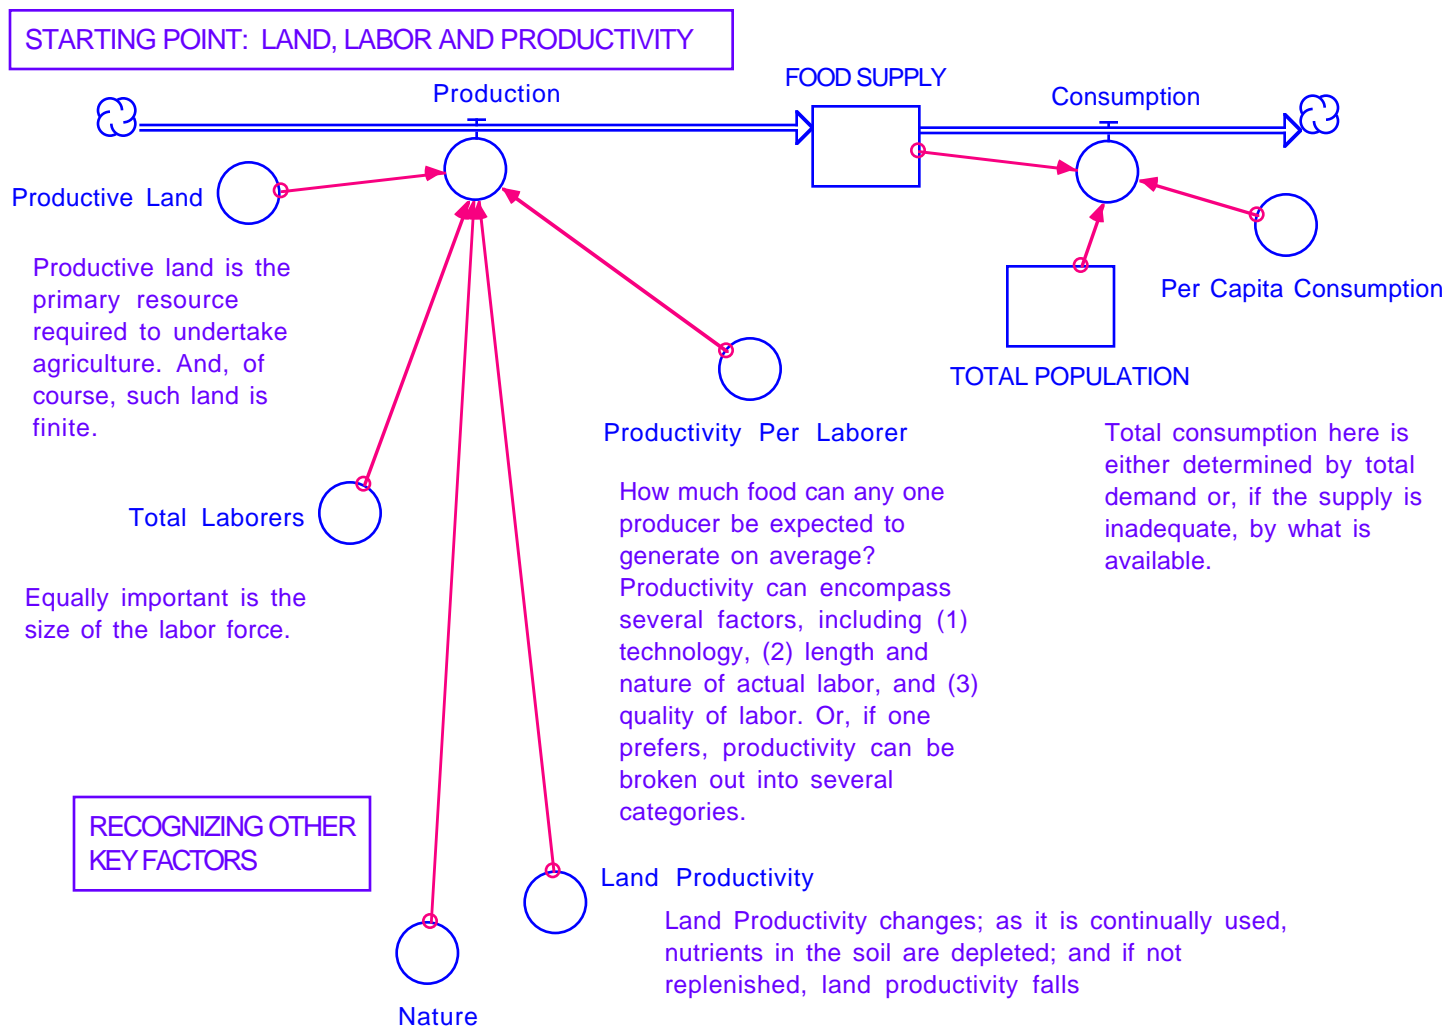 STARTING POINT: LAND, LABOR AND PRODUCTIVITY
FOOD SUPPLY
Production
Consumption
Productive Land
Productive land is the
primary resource
required to undertake
agriculture. And, of
course, such land is
finite.
Per Capita Consumption
TOTAL POPULATION
Total consumption here is
either determined by total
demand or, if the supply is
inadequate, by what is
available.
Productivity Per Laborer
How much food can any one
producer be expected to
generate on average?
Productivity can encompass
several factors, including (1)
technology, (2) length and
nature of actual labor, and (3)
quality of labor. Or, if one
prefers, productivity can be
broken out into several
categories.
Total Laborers
Equally important is the
size of the labor force.
RECOGNIZING OTHER
KEY FACTORS
Land Productivity
Land Productivity changes; as it is continually used,
nutrients in the soil are depleted; and if not
replenished, land productivity falls
Nature